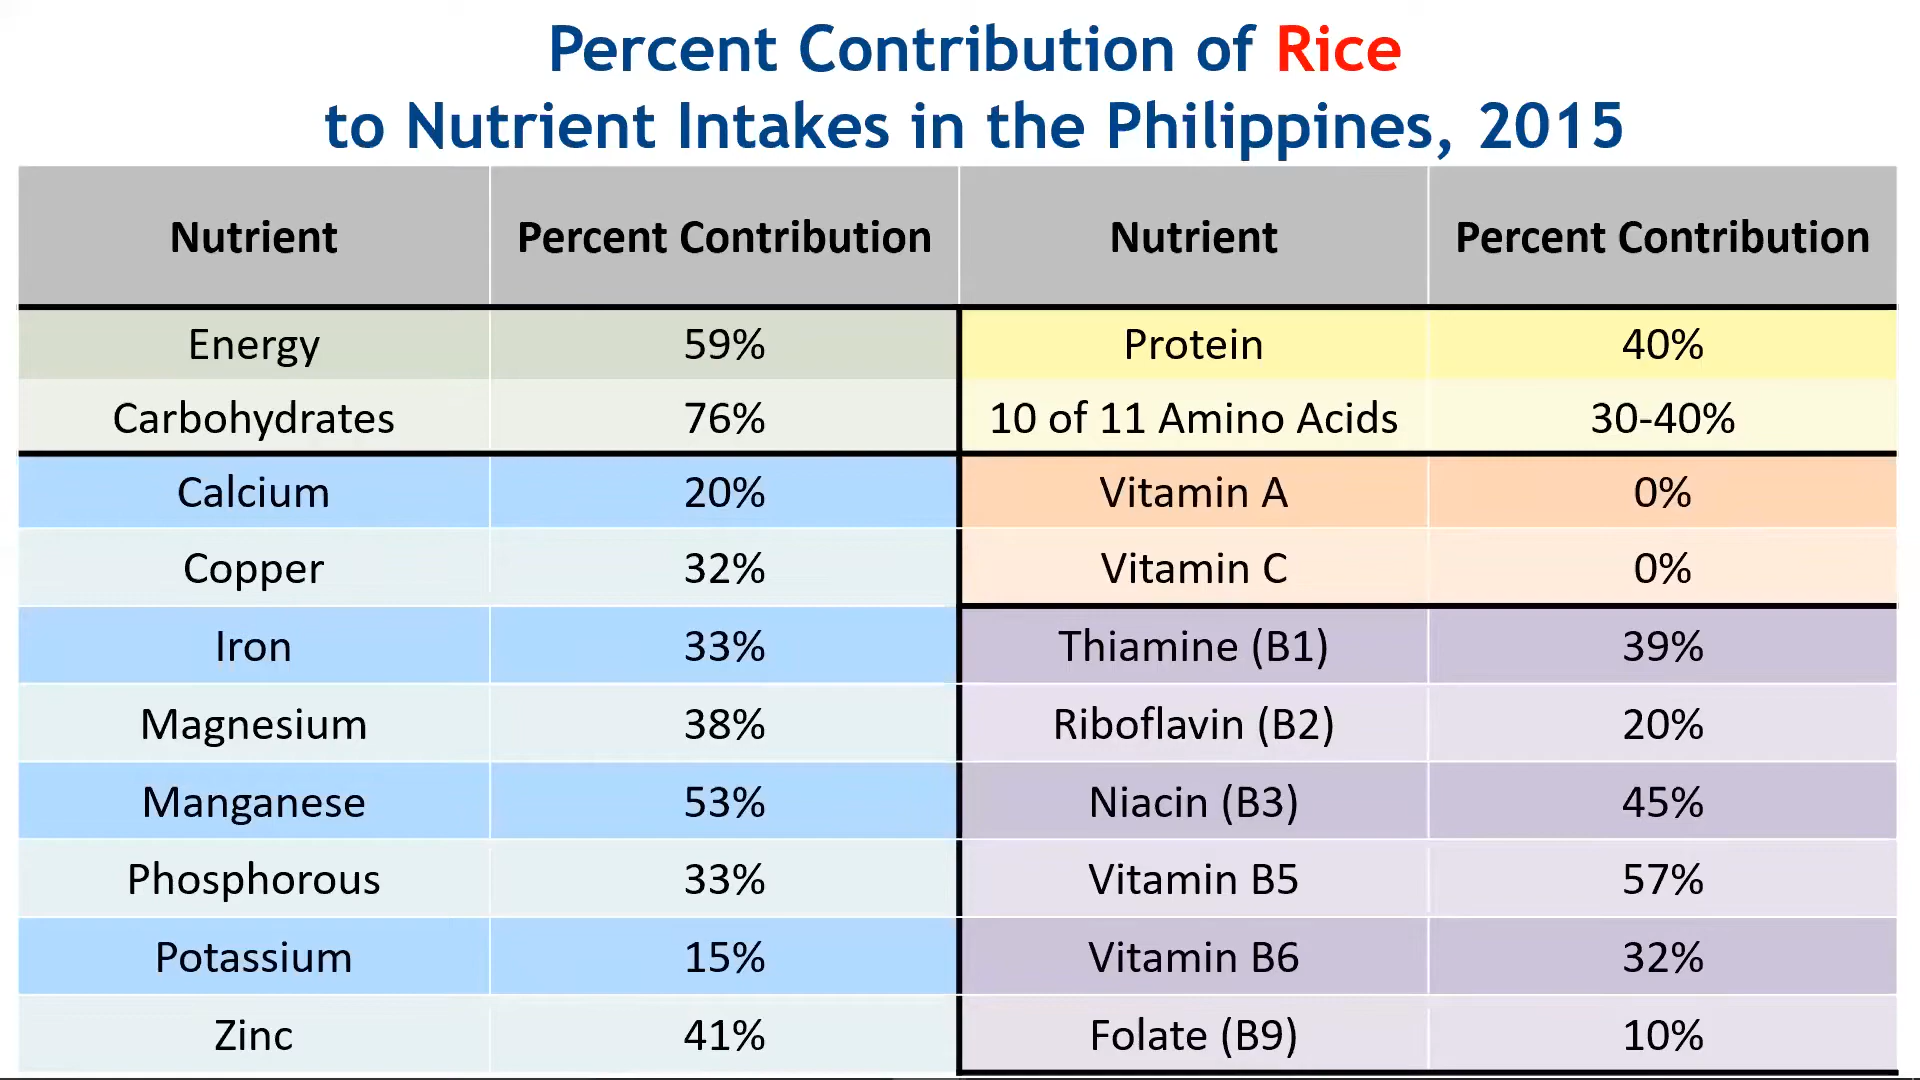 Percent Contribution of Rice
to Nutrient Intakes in the Philippines, 2015
Nutrient Percent Contribution Nutrient Percent Contribution
Energy 59% Protein 40%
Carbohydrates 76% 10 of 11 Amino Acids 30-40%
Calcium 20% Vitamin A 0%
Copper 32% Vitamin C 0%
Iron 33% Thiamine (B1) 39%
Magnesium 38% Riboflavin (B2) 20%
Manganese 53% Niacin (B3) 45%
Phosphorous 33% Vitamin B5 57%
Potassium 15% Vitamin B6 32%
Zinc 41% Folate (B9) 10%